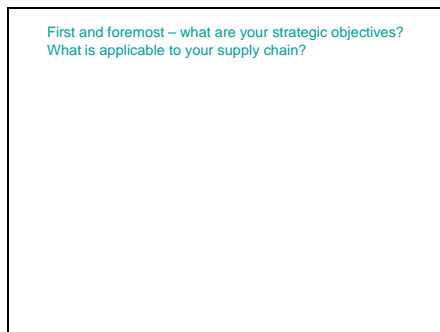 First and foremost – what are your strategic objectives?
What is applicable to your supply chain?